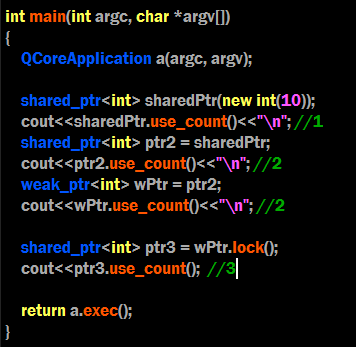 int main(int argc, char *argv[])
{
QCoreApplication a(argc, argv);
shared_ptr<int> sharedPtr(new int(10));
cout<<sharedPtr.use_count()<<"\n"; //1
shared_ptr<int> ptr2 = sharedPtr;
cout<<ptr2.use_count()<<"\n"; //2
weak_ptr<int> wPtr = ptr2;
cout<<wPtr.use_count()<<"\n"; //2
shared_ptr<int> ptr3 = wPtr.lock();
cout<<ptr3.use_count(); //3
return a.exec();
}